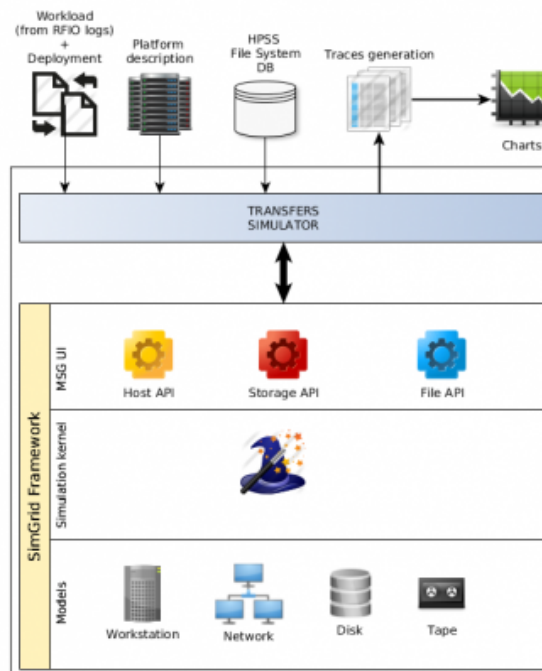 Workload
(from RFIO logs)
+
Deployment
Platform
description
HPSS
File System
DB
Traces generation
Charts
TRANSFERS
SIMULATOR
SimGrid Framework
MSG UI
Host API
Storage API
File API
Simulation kernel
Models
Workstation
Network
Disk
Tape